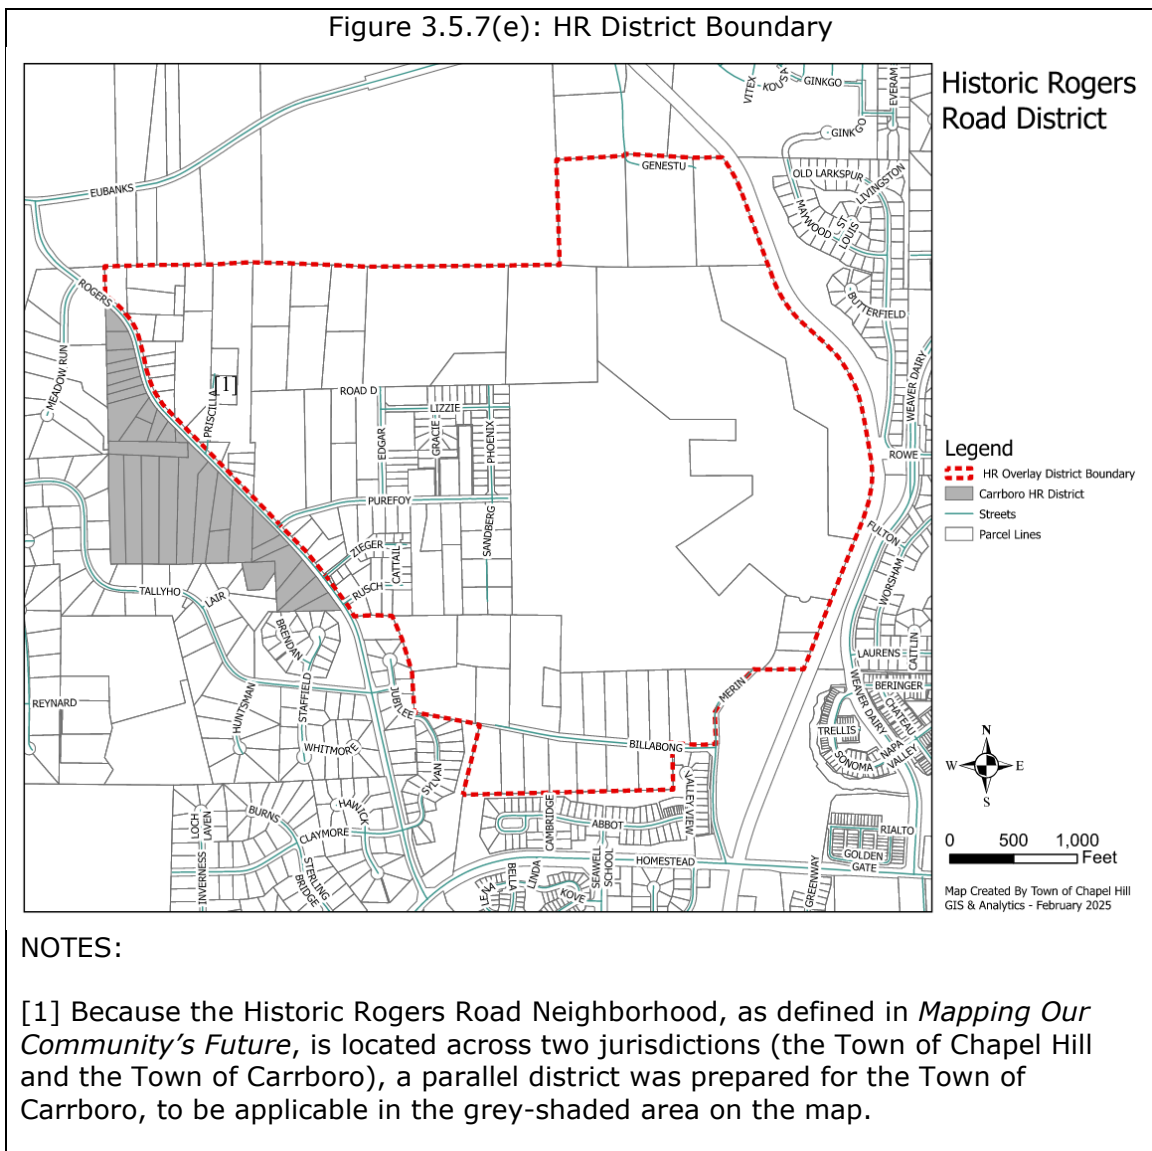 Figure 3.5.7(e): HR District Boundary
Historic Rogers
Road District
VITEX
KOUSA
GINKGO
EVERAM
GINKGO
GENESTU
OLD LARKSPUR
LIVINGSTON
ST LOUIS
MAYWOOD
EUBANKS
ROGERS
BUTTERFIELD
MEADOW RUN
WEAVER DAIRY
[1]
PRISCILLA
ROAD D
LIZZIE
EDGAR
GRACIE
PHOENIX
ROWE
Legend
HR Overlay District Boundary
Carrboro HR District
Streets
Parcel Lines
PUREFOY
SANDBERG
FULTON
ZIEGER
CATTAIL
RUSCH
WORSHAM
TALLYHO
LAIR
BRENDAN
CAITLIN
LAURENS
STAFFIELD
HUNTSMAN
REYNARD
JUBILEE
MERIN
WEAVER DAIRY
BERINGER
CHATEAU
TRELLIS
NAPA
VALLEY
SONOMA
WHITMORE
BILLABONG
SYLVAN
VALLEY VIEW
N
W
E
S
BURNS
HAWICK
LOCH
LAVEN
CLAYMORE
CAMBRIDGE
ABBOT
RIALTO
GOLDEN
GATE
HOMESTEAD
INVERNESS
STERLING
BRIDGE
BELLA
LINDA
SEAWELL
SCHOOL
KOVE
GREENWAY
0 500 1,000
Feet
Map Created By Town of Chapel Hill
GIS & Analytics - February 2025
NOTES:
[1] Because the Historic Rogers Road Neighborhood, as defined in Mapping Our
Community’s Future, is located across two jurisdictions (the Town of Chapel Hill
and the Town of Carrboro), a parallel district was prepared for the Town of
Carrboro, to be applicable in the grey-shaded area on the map.